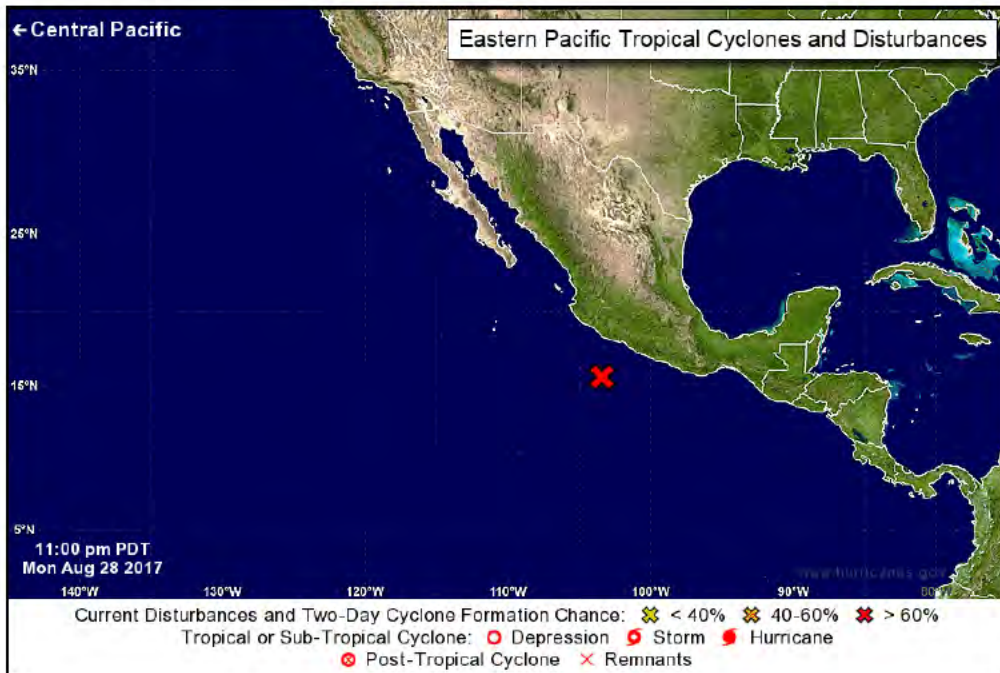 ←Central Pacific
Eastern Pacific Tropical Cyclones and Disturbances
35°N
25°N
15°N
5°N
11:00 pm PDT
Mon Aug 28 2017
www.hurricanes.gov
140°W 130°W 120°W 110°W 100°W 90°W 80°W
Current Disturbances and Two-Day Cyclone Formation Chance: < 40% 40-60% > 60%
Tropical or Sub-Tropical Cyclone: Depression Storm Hurricane
Post-Tropical Cyclone Remnants